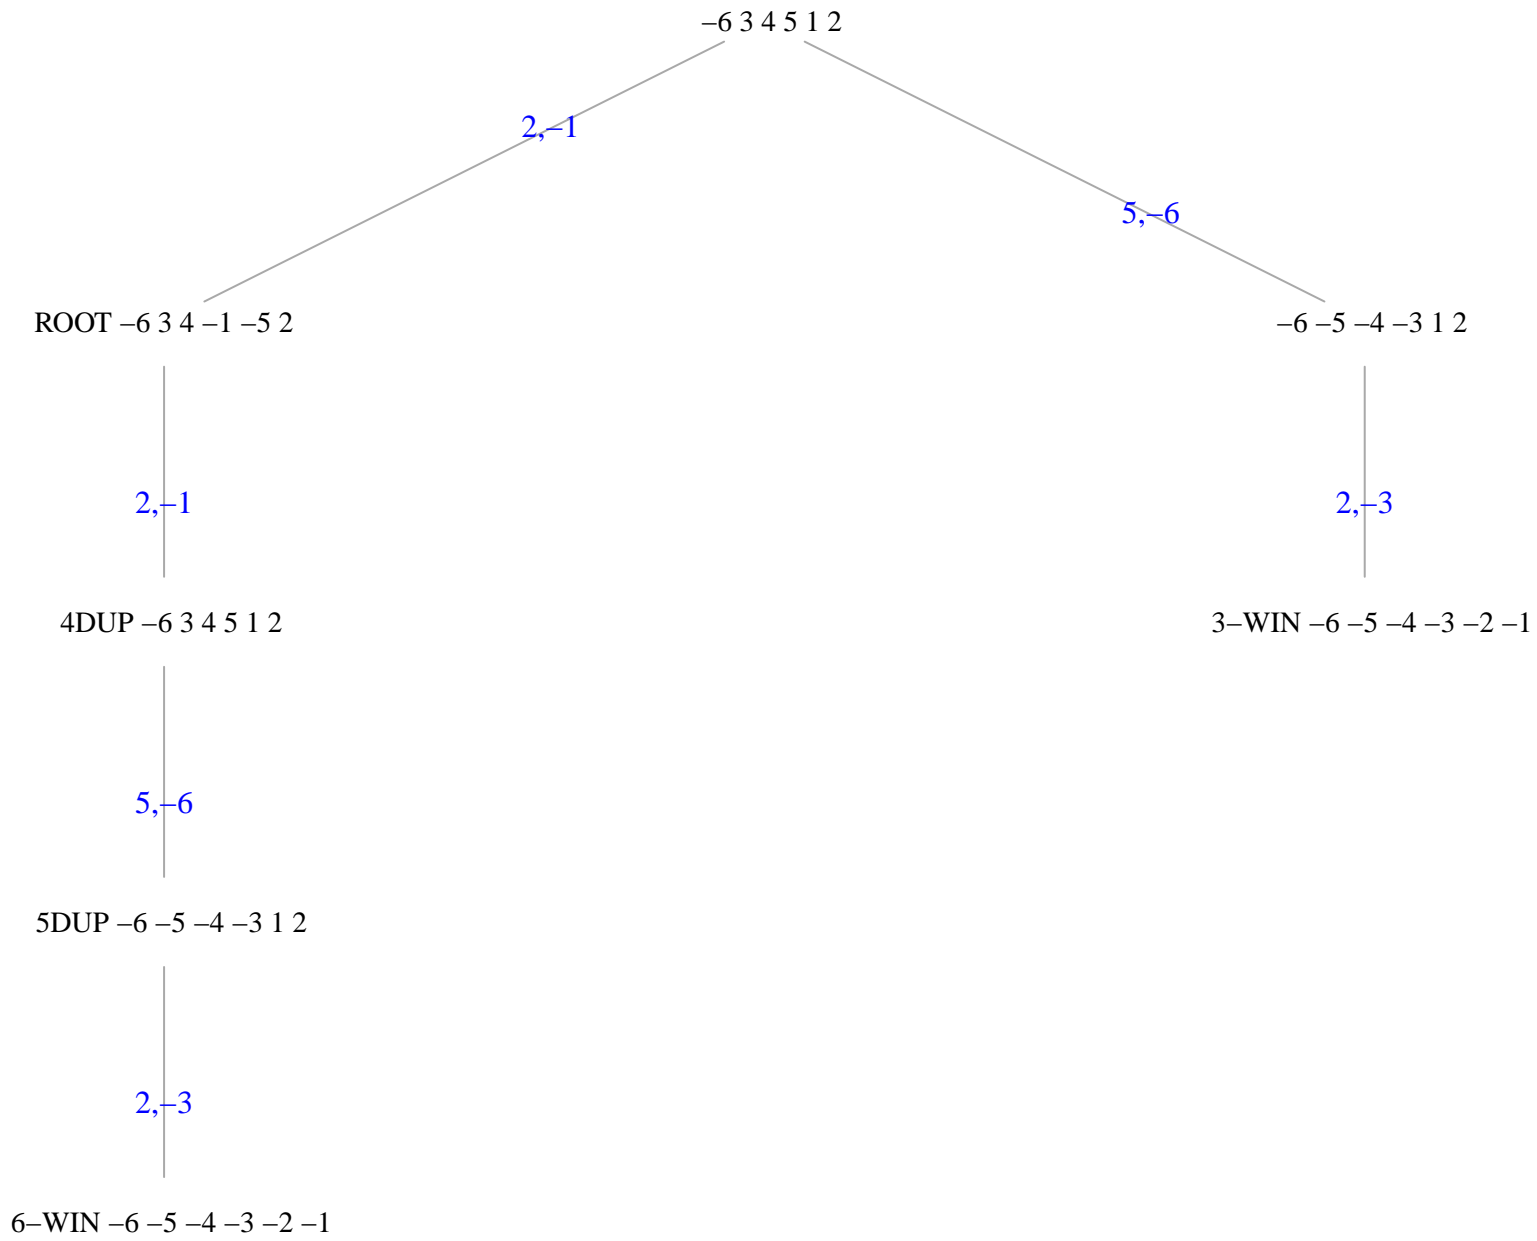 –6 3 4 5 1 2
2,–1
5,–6
ROOT –6 3 4 –1 –5 2
–6 –5 –4 –3 1 2
2,–1
2,–3
4DUP –6 3 4 5 1 2
3–WIN –6 –5 –4 –3 –2 –1
5,–6
5DUP –6 –5 –4 –3 1 2
2,–3
6–WIN –6 –5 –4 –3 –2 –1